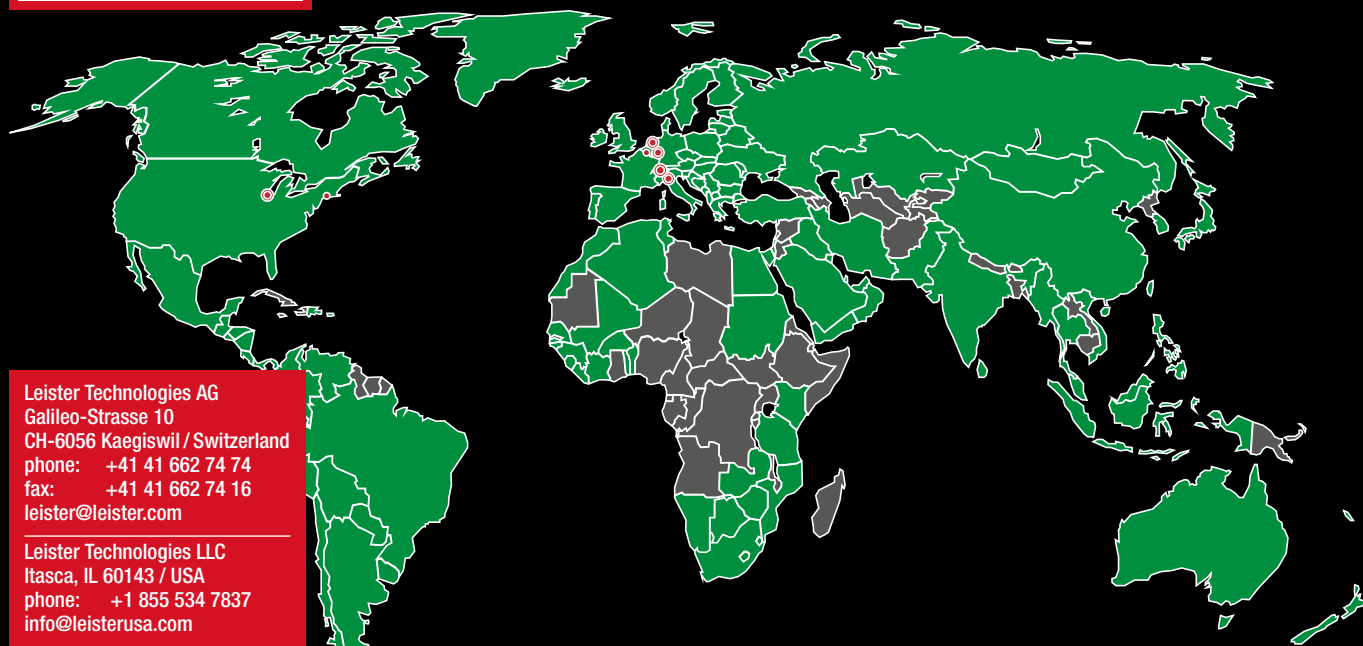 Leister Technologies AG
Galileo-Strasse 10
CH-6056 Kaegiswil / Switzerland
phone: +41 41 662 74 74
fax: +41 41 662 74 16
leister@leister.com
Leister Technologies LLC
Itasca, IL 60143 / USA
phone: +1 855 534 7837
info@leisterusa.com